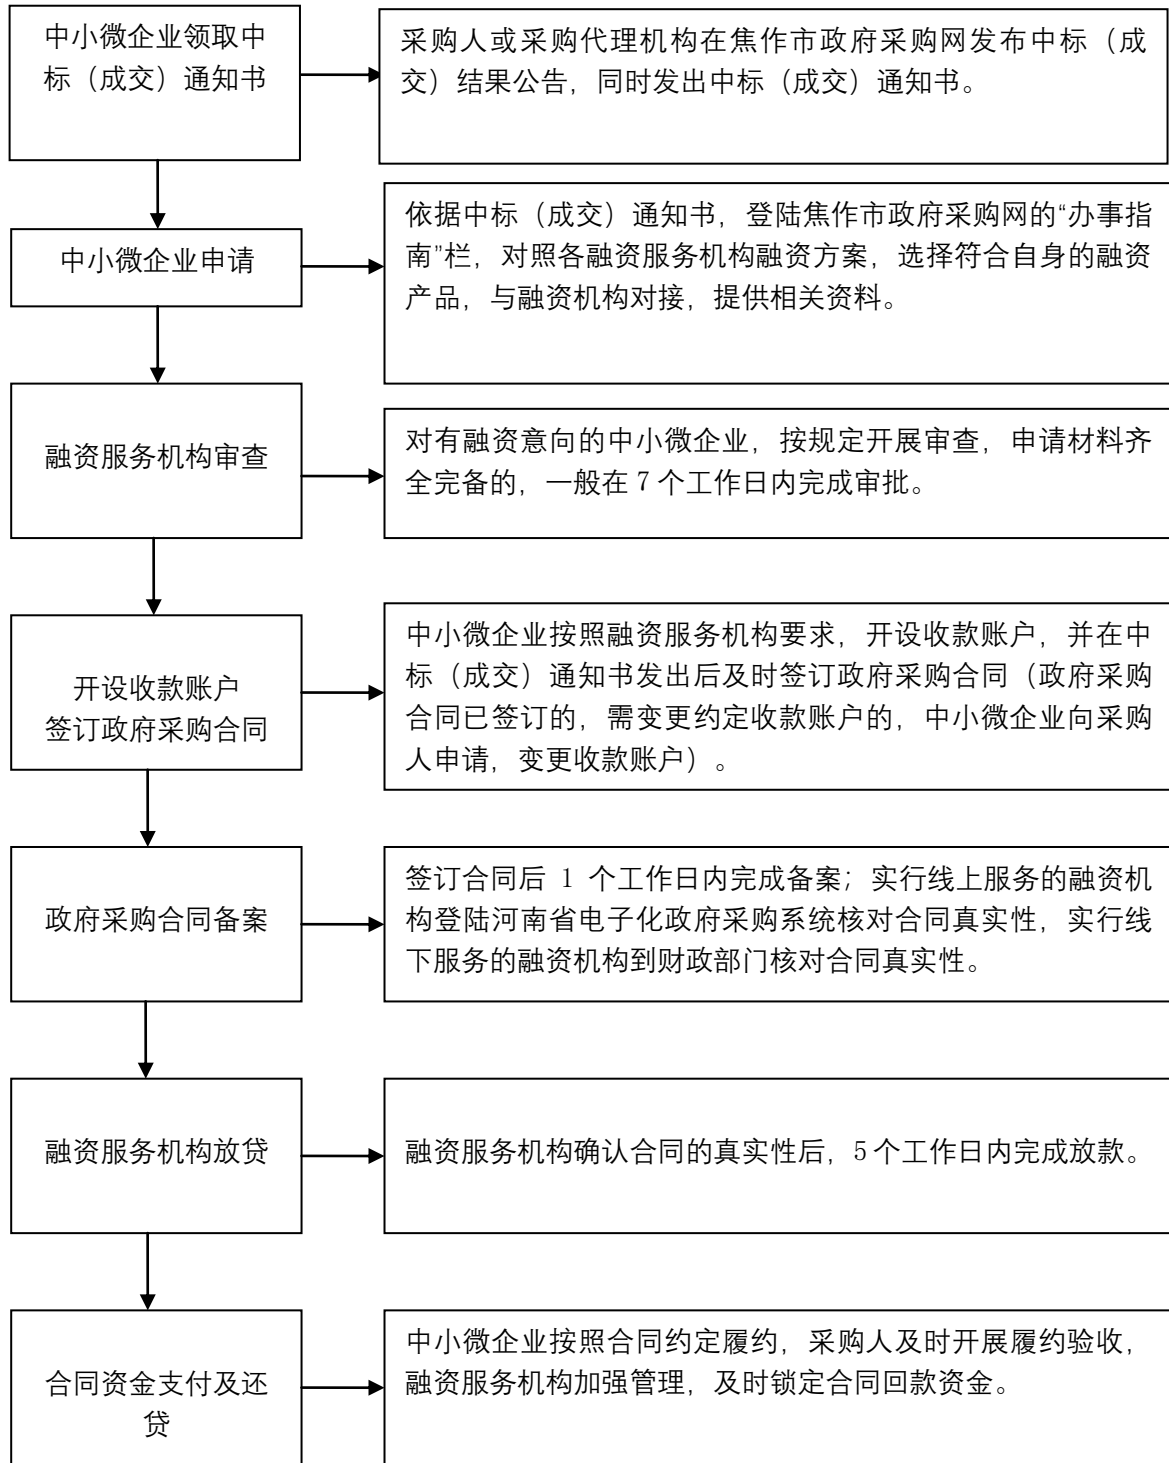 中小微企业领取中
标（成交）通知书
采购人或采购代理机构在焦作市政府采购网发布中标（成
交）结果公告，同时发出中标（成交）通知书。
中小微企业申请
依据中标（成交）通知书，登陆焦作市政府采购网的“办事指
南”栏，对照各融资服务机构融资方案，选择符合自身的融资
产品，与融资机构对接，提供相关资料。
融资服务机构审查
对有融资意向的中小微企业，按规定开展审查，申请材料齐
全完备的，一般在 7 个工作日内完成审批。
开设收款账户
签订政府采购合同
中小微企业按照融资服务机构要求，开设收款账户，并在中
标（成交）通知书发出后及时签订政府采购合同（政府采购
合同已签订的，需变更约定收款账户的，中小微企业向采购
人申请，变更收款账户）。
政府采购合同备案
签订合同后 1 个工作日内完成备案；实行线上服务的融资机
构登陆河南省电子化政府采购系统核对合同真实性，实行线
下服务的融资机构到财政部门核对合同真实性。
融资服务机构放贷
融资服务机构确认合同的真实性后，5 个工作日内完成放款。
合同资金支付及还
贷
中小微企业按照合同约定履约，采购人及时开展履约验收，
融资服务机构加强管理，及时锁定合同回款资金。